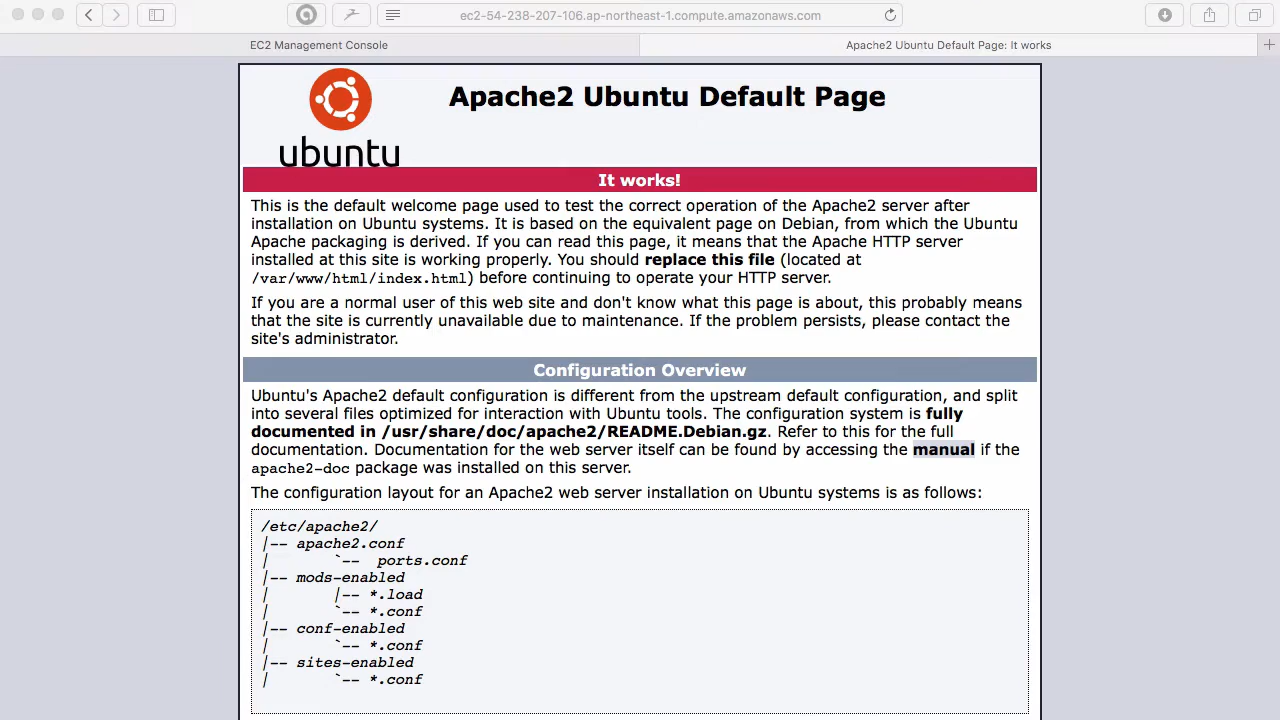 ec2-54-238-207-106.ap-northeast-1.compute.amazonaws.com
EC2 Management Console
Apache2 Ubuntu Default Page: It works
ubuntu
Apache2 Ubuntu Default Page
It works!
This is the default welcome page used to test the correct operation of the Apache2 server after
installation on Ubuntu systems. It is based on the equivalent page on Debian, from which the Ubuntu
Apache packaging is derived. If you can read this page, it means that the Apache HTTP server
installed at this site is working properly. You should replace this file (located at
/var/www/html/index.html) before continuing to operate your HTTP server.
If you are a normal user of this web site and don't know what this page is about, this probably means
that the site is currently unavailable due to maintenance. If the problem persists, please contact the
site's administrator.
Configuration Overview
Ubuntu's Apache2 default configuration is different from the upstream default configuration, and split
into several files optimized for interaction with Ubuntu tools. The configuration system is fully
documented in /usr/share/doc/apache2/README.Debian.gz. Refer to this for the full
documentation. Documentation for the web server itself can be found by accessing the manual if the
apache2-doc package was installed on this server.
The configuration layout for an Apache2 web server installation on Ubuntu systems is as follows:
/etc/apache2/
|-- apache2.conf
|       `--  ports.conf
|-- mods-enabled
|       |-- *.load
|       `-- *.conf
|-- conf-enabled
|       `-- *.conf
|-- sites-enabled
|       `-- *.conf